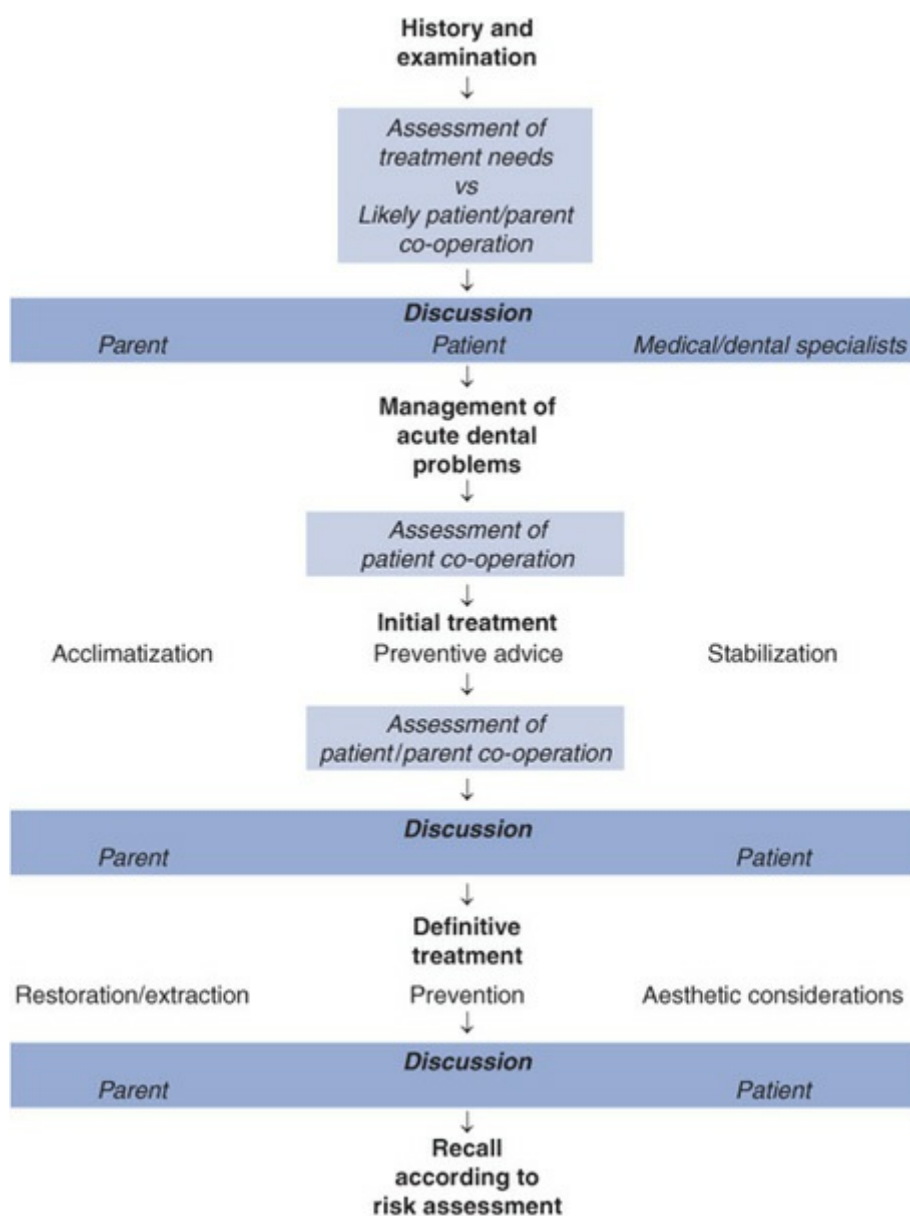 History and
examination
↓
Assessment of
treatment needs
vs
Likely patient/parent
co-operation
↓
Discussion
Parent Patient Medical/dental specialists
↓
Management of
acute dental
problems
↓
Assessment of
patient co-operation
↓
Initial treatment
Acclimatization Preventive advice Stabilization
↓
Assessment of
patient/parent co-operation
↓
Discussion
Parent Patient
↓
Definitive
treatment
Restoration/extraction Prevention Aesthetic considerations
↓
Discussion
Parent Patient
↓
Recall
according to
risk assessment